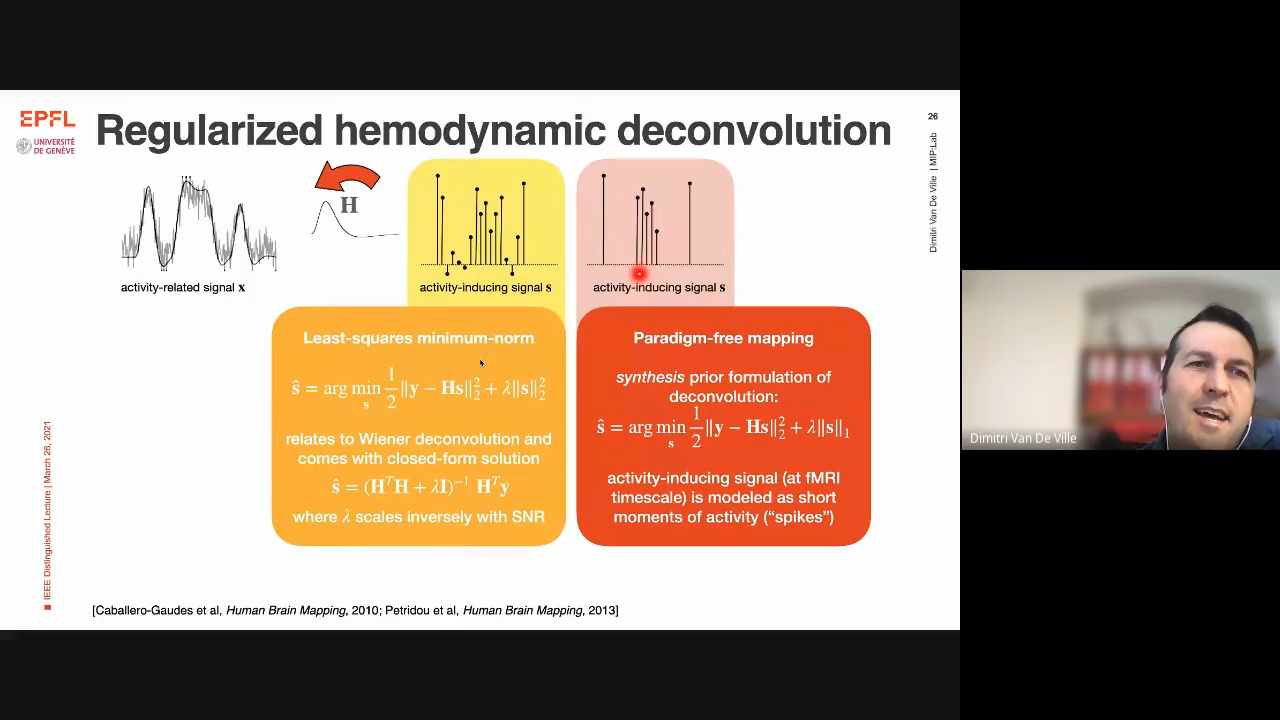 EPFL
UNIVERSITÉ
DE GENÈVE
Regularized hemodynamic deconvolution
26
Dimitri Van De Ville | MIP:Lab
H
activity-related signal x
activity-inducing signal s
activity-inducing signal s
Least-squares minimum-norm
ŝ = arg min_s 1/2 ‖y − Hs‖₂² + λ‖s‖₂²
relates to Wiener deconvolution and
comes with closed-form solution
ŝ = (HᵀH + λI)⁻¹ Hᵀy
where λ scales inversely with SNR
Paradigm-free mapping
synthesis prior formulation of
deconvolution:
ŝ = arg min_s 1/2 ‖y − Hs‖₂² + λ‖s‖₁
activity-inducing signal (at fMRI
timescale) is modeled as short
moments of activity (“spikes”)
IEEE Distinguished Lecture | March 26, 2021
[Caballero-Gaudes et al, Human Brain Mapping, 2010; Petridou et al, Human Brain Mapping, 2013]
Dimitri Van De Ville